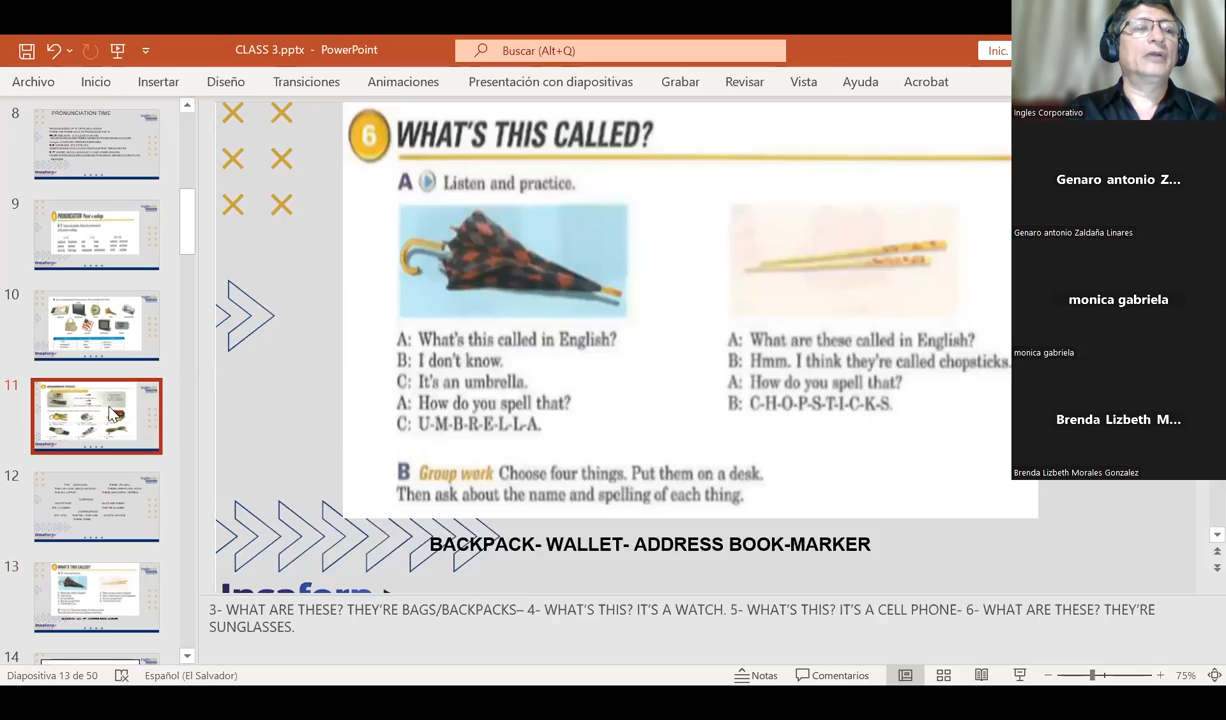 CLASS 3.pptx - PowerPoint
Buscar (Alt+Q)
Inic.
Archivo Inicio Insertar Diseño Transiciones Animaciones Presentación con diapositivas Grabar Revisar Vista Ayuda Acrobat
8
PRONUNCIATION TIME
9
10
11
12
13
WHAT'S THIS CALLED?
14
6 WHAT'S THIS CALLED?
A Listen and practice.
A: What's this called in English?
B: I don't know.
C: It's an umbrella.
A: How do you spell that?
C: U-M-B-R-E-L-L-A.
A: What are these called in English?
B: Hmm. I think they're called chopsticks.
A: How do you spell that?
B: C-H-O-P-S-T-I-C-K-S.
B Group work Choose four things. Put them on a desk.
Then ask about the name and spelling of each thing.
BACKPACK- WALLET- ADDRESS BOOK-MARKER
Insaforp
3- WHAT ARE THESE? THEY'RE BAGS/BACKPACKS– 4- WHAT'S THIS? IT'S A WATCH. 5- WHAT'S THIS? IT'S A CELL PHONE- 6- WHAT ARE THESE? THEY'RE
SUNGLASSES.
Diapositiva 13 de 50
Español (El Salvador)
Notas
Comentarios
75%
Ingles Corporativo
Genaro antonio Z...
Genaro antonio Zaldaña Linares
monica gabriela
monica gabriela
Brenda Lizbeth M...
Brenda Lizbeth Morales Gonzalez